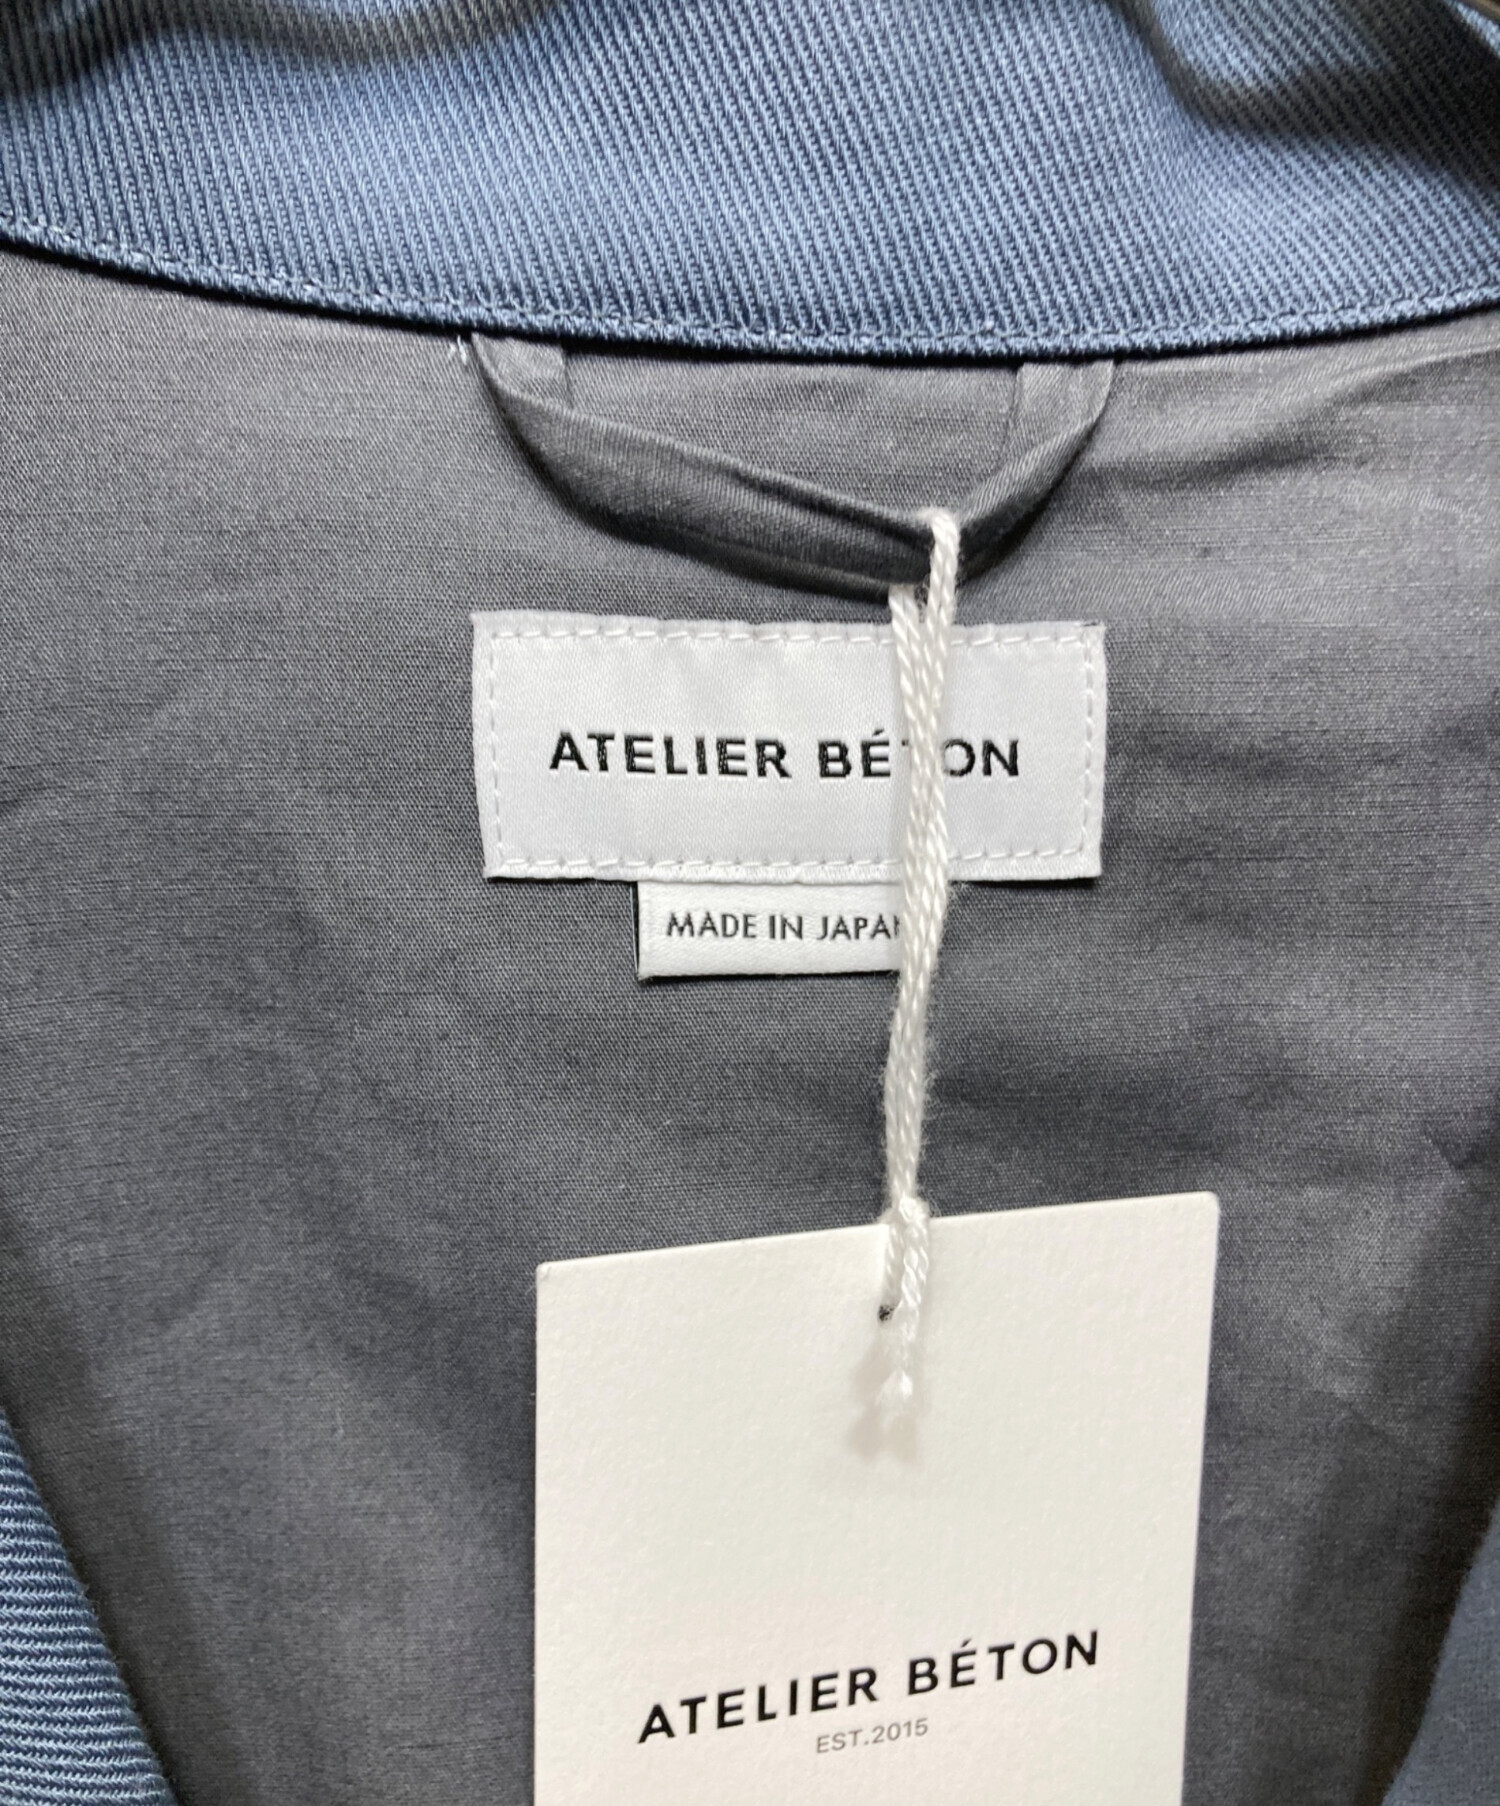 ATELIER BÉTON
MADE IN JAPAN
ATELIER BÉTON
EST.2015